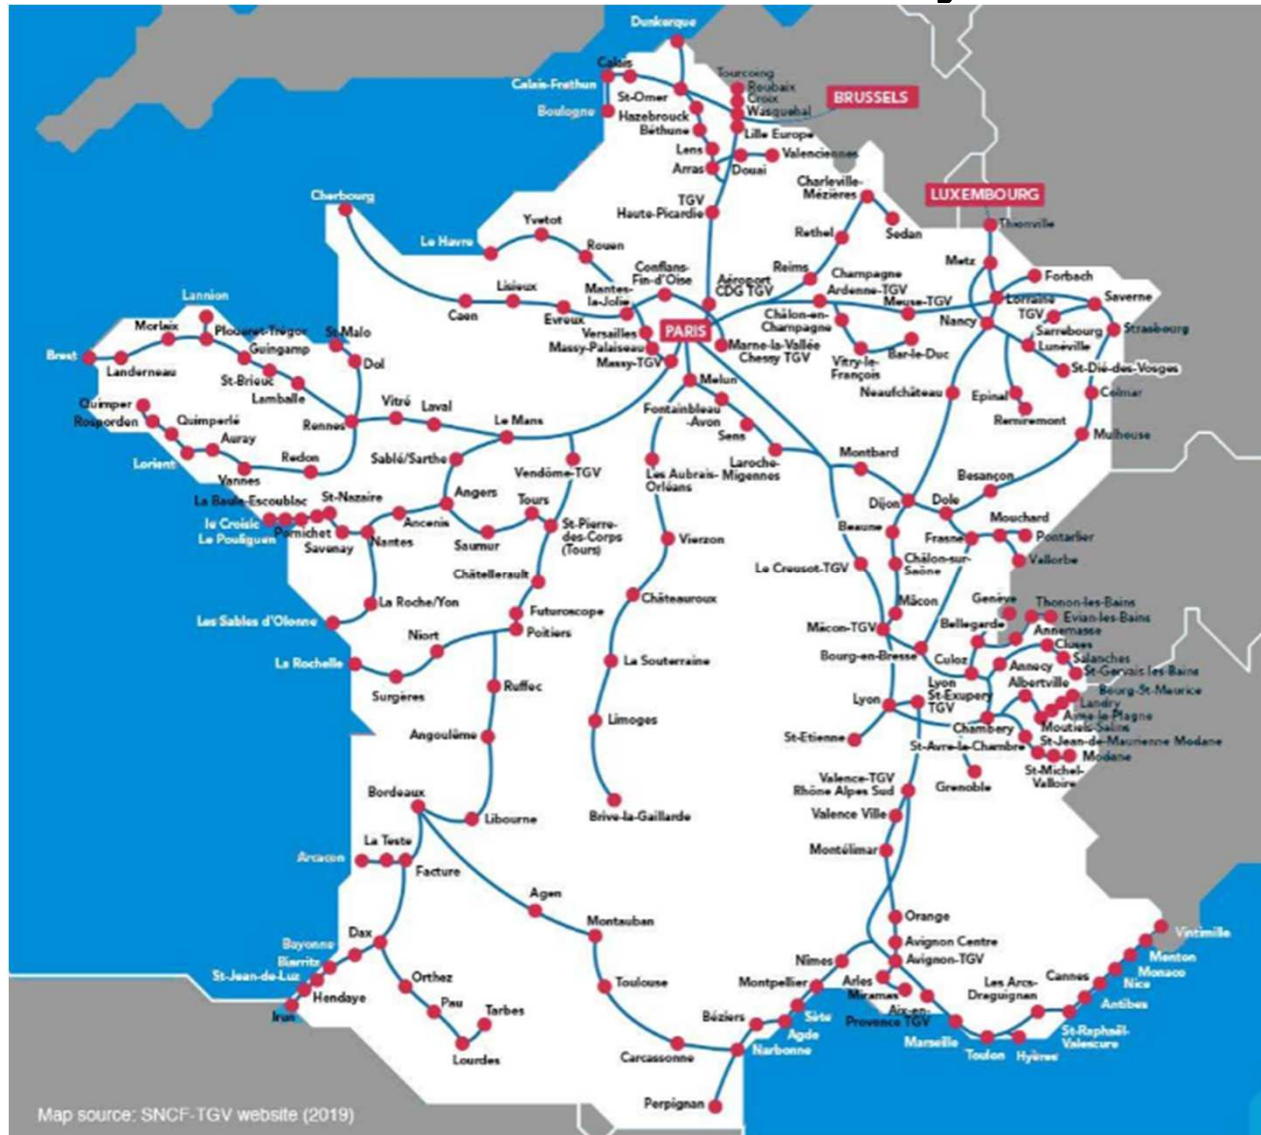 Dunkerque
Calais
Tourcoing
Calais-Frethun
Roubaix
BRUSSELS
St-Omer
Croix
Boulogne
Wasquehal
Hazebrouck
Béthune
Lille Europe
Lens
Valenciennes
Arras
Douai
Charleville-
Mézières
LUXEMBOURG
Cherbourg
TGV
Haute-Picardie
Thionville
Yvetot
Rethel
Sedan
Le Havre
Rouen
Metz
Conflans-
Fin-d'Oise
Reims
Champagne
Ardenne-TGV
Forbach
Lisieux
Mantes-
la-Jolie
Aéroport
CDG TGV
Meuse-TGV
Lorraine
TGV
Saverne
Lannion
Caen
Evreux
Châlon-en-
Champagne
Nancy
Morlaix
Plouaret-Trégor
St-Malo
Versailles
PARIS
Sarrebourg
Strasbourg
Brest
Guingamp
Massy-Palaiseau
Marne-la-Vallée
Chessy TGV
Lunéville
Landerneau
Dol
Massy-TGV
Vitry-le-
François
Bar-le-Duc
St-Dié-des-Vosges
St-Brieuc
Melun
Lamballe
Neaufchâteau
Epinal
Colmar
Quimper
Vitré
Laval
Fontainbleau
-Avon
Remiremont
Rosporden
Quimperlé
Rennes
Le Mans
Sens
Mulhouse
Auray
Lorient
Redon
Sablé/Sarthe
Vendôme-TGV
Les Aubrais-
Orléans
Laroche-
Migennes
Montbard
Vannes
Besançon
La Baule-Escoublac
St-Nazaire
Angers
Tours
Dijon
Dole
le Croisic
Le Pouliguen
Pornichet
Ancenis
St-Pierre-
des-Corps
(Tours)
Beaune
Mouchard
Savenay
Nantes
Saumur
Vierzon
Frasne
Pontarlier
Le Creusot-TGV
Châlon-sur-
Saône
Vallorbe
Châtellerault
La Roche/Yon
Châteauroux
Mâcon
Genève
Thonon-les-Bains
Les Sables d'Olonne
Futuroscope
Mâcon-TGV
Bellegarde
Evian-les-Bains
Niort
Poitiers
Annemasse
Bourg-en-Bresse
Culoz
Cluses
La Rochelle
La Souterraine
Annecy
Salanches
St-Gervais les-Bains
Surgères
Ruffec
Lyon
St-Exupery
TGV
Albertville
Bourg-St-Maurice
Lyon
Landry
Limoges
Aime-la-Plagne
Angoulême
Chambery
Moutiers-Salins
St-Etienne
St-Avre-la-Chambre
St-Jean-de-Maurienne Modane
Modane
Valence-TGV
Rhône Alpes Sud
Grenoble
St-Michel-
Valloire
Bordeaux
Libourne
Brive-la-Gaillarde
Valence Ville
La Teste
Montélimar
Arcacon
Facture
Agen
Orange
Montauban
Dax
Vintimille
Bayonne
Avignon Centre
Biarritz
Nîmes
Avignon-TGV
Menton
St-Jean-de-Luz
Orthez
Toulouse
Montpellier
Arles
Les Arcs-
Draguignan
Cannes
Monaco
Hendaye
Miramas
Nice
Irun
Pau
Tarbes
Béziers
Sète
Aix-en-
Provence TGV
Antibes
Agde
St-Raphaël-
Valescure
Lourdes
Carcassonne
Narbonne
Marseille
Toulon
Hyères
Perpignan
Map source: SNCF-TGV website (2019)